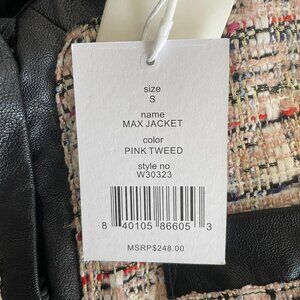 size
S
name
MAX JACKET
color
PINK TWEED
style no
W30323
8 40105 86605 3
MSRP$248.00